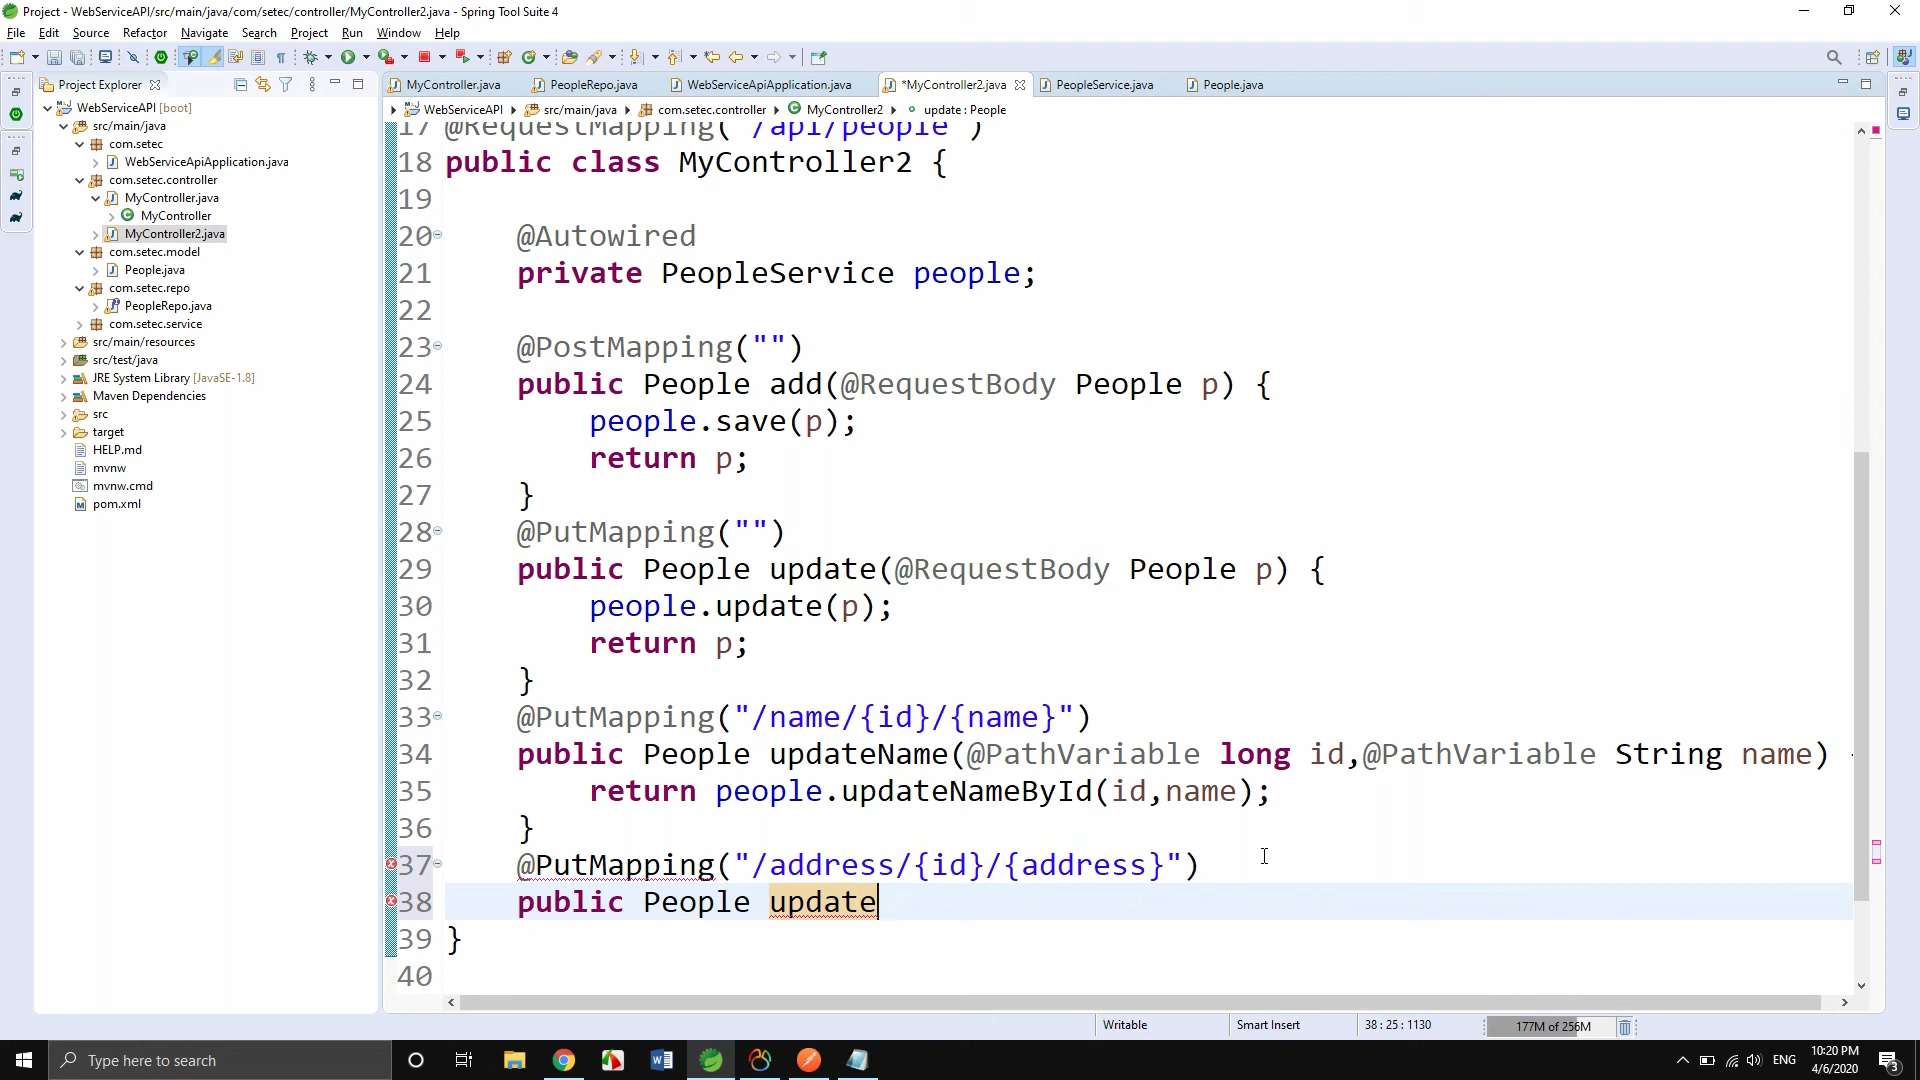 Project - WebServiceAPI/src/main/java/com/setec/controller/MyController2.java - Spring Tool Suite 4
File Edit Source Refactor Navigate Search Project Run Window Help
Project Explorer
MyController.java PeopleRepo.java WebServiceApiApplication.java *MyController2.java PeopleService.java People.java
WebServiceAPI src/main/java com.setec.controller MyController2 update : People
WebServiceAPI [boot]
src/main/java
com.setec
WebServiceApiApplication.java
com.setec.controller
MyController.java
MyController
MyController2.java
com.setec.model
People.java
com.setec.repo
PeopleRepo.java
com.setec.service
src/main/resources
src/test/java
JRE System Library [JavaSE-1.8]
Maven Dependencies
src
target
HELP.md
mvnw
mvnw.cmd
pom.xml
17 @RequestMapping("/api/people")
18 public class MyController2 {
19
20 @Autowired
21 private PeopleService people;
22
23 @PostMapping("")
24 public People add(@RequestBody People p) {
25 people.save(p);
26 return p;
27 }
28 @PutMapping("")
29 public People update(@RequestBody People p) {
30 people.update(p);
31 return p;
32 }
33 @PutMapping("/name/{id}/{name}")
34 public People updateName(@PathVariable long id,@PathVariable String name)
35 return people.updateNameById(id,name);
36 }
37 @PutMapping("/address/{id}/{address}")
38 public People update
39 }
40
Writable Smart Insert 38 : 25 : 1130 177M of 256M
Type here to search
ENG 10:20 PM
4/6/2020
3